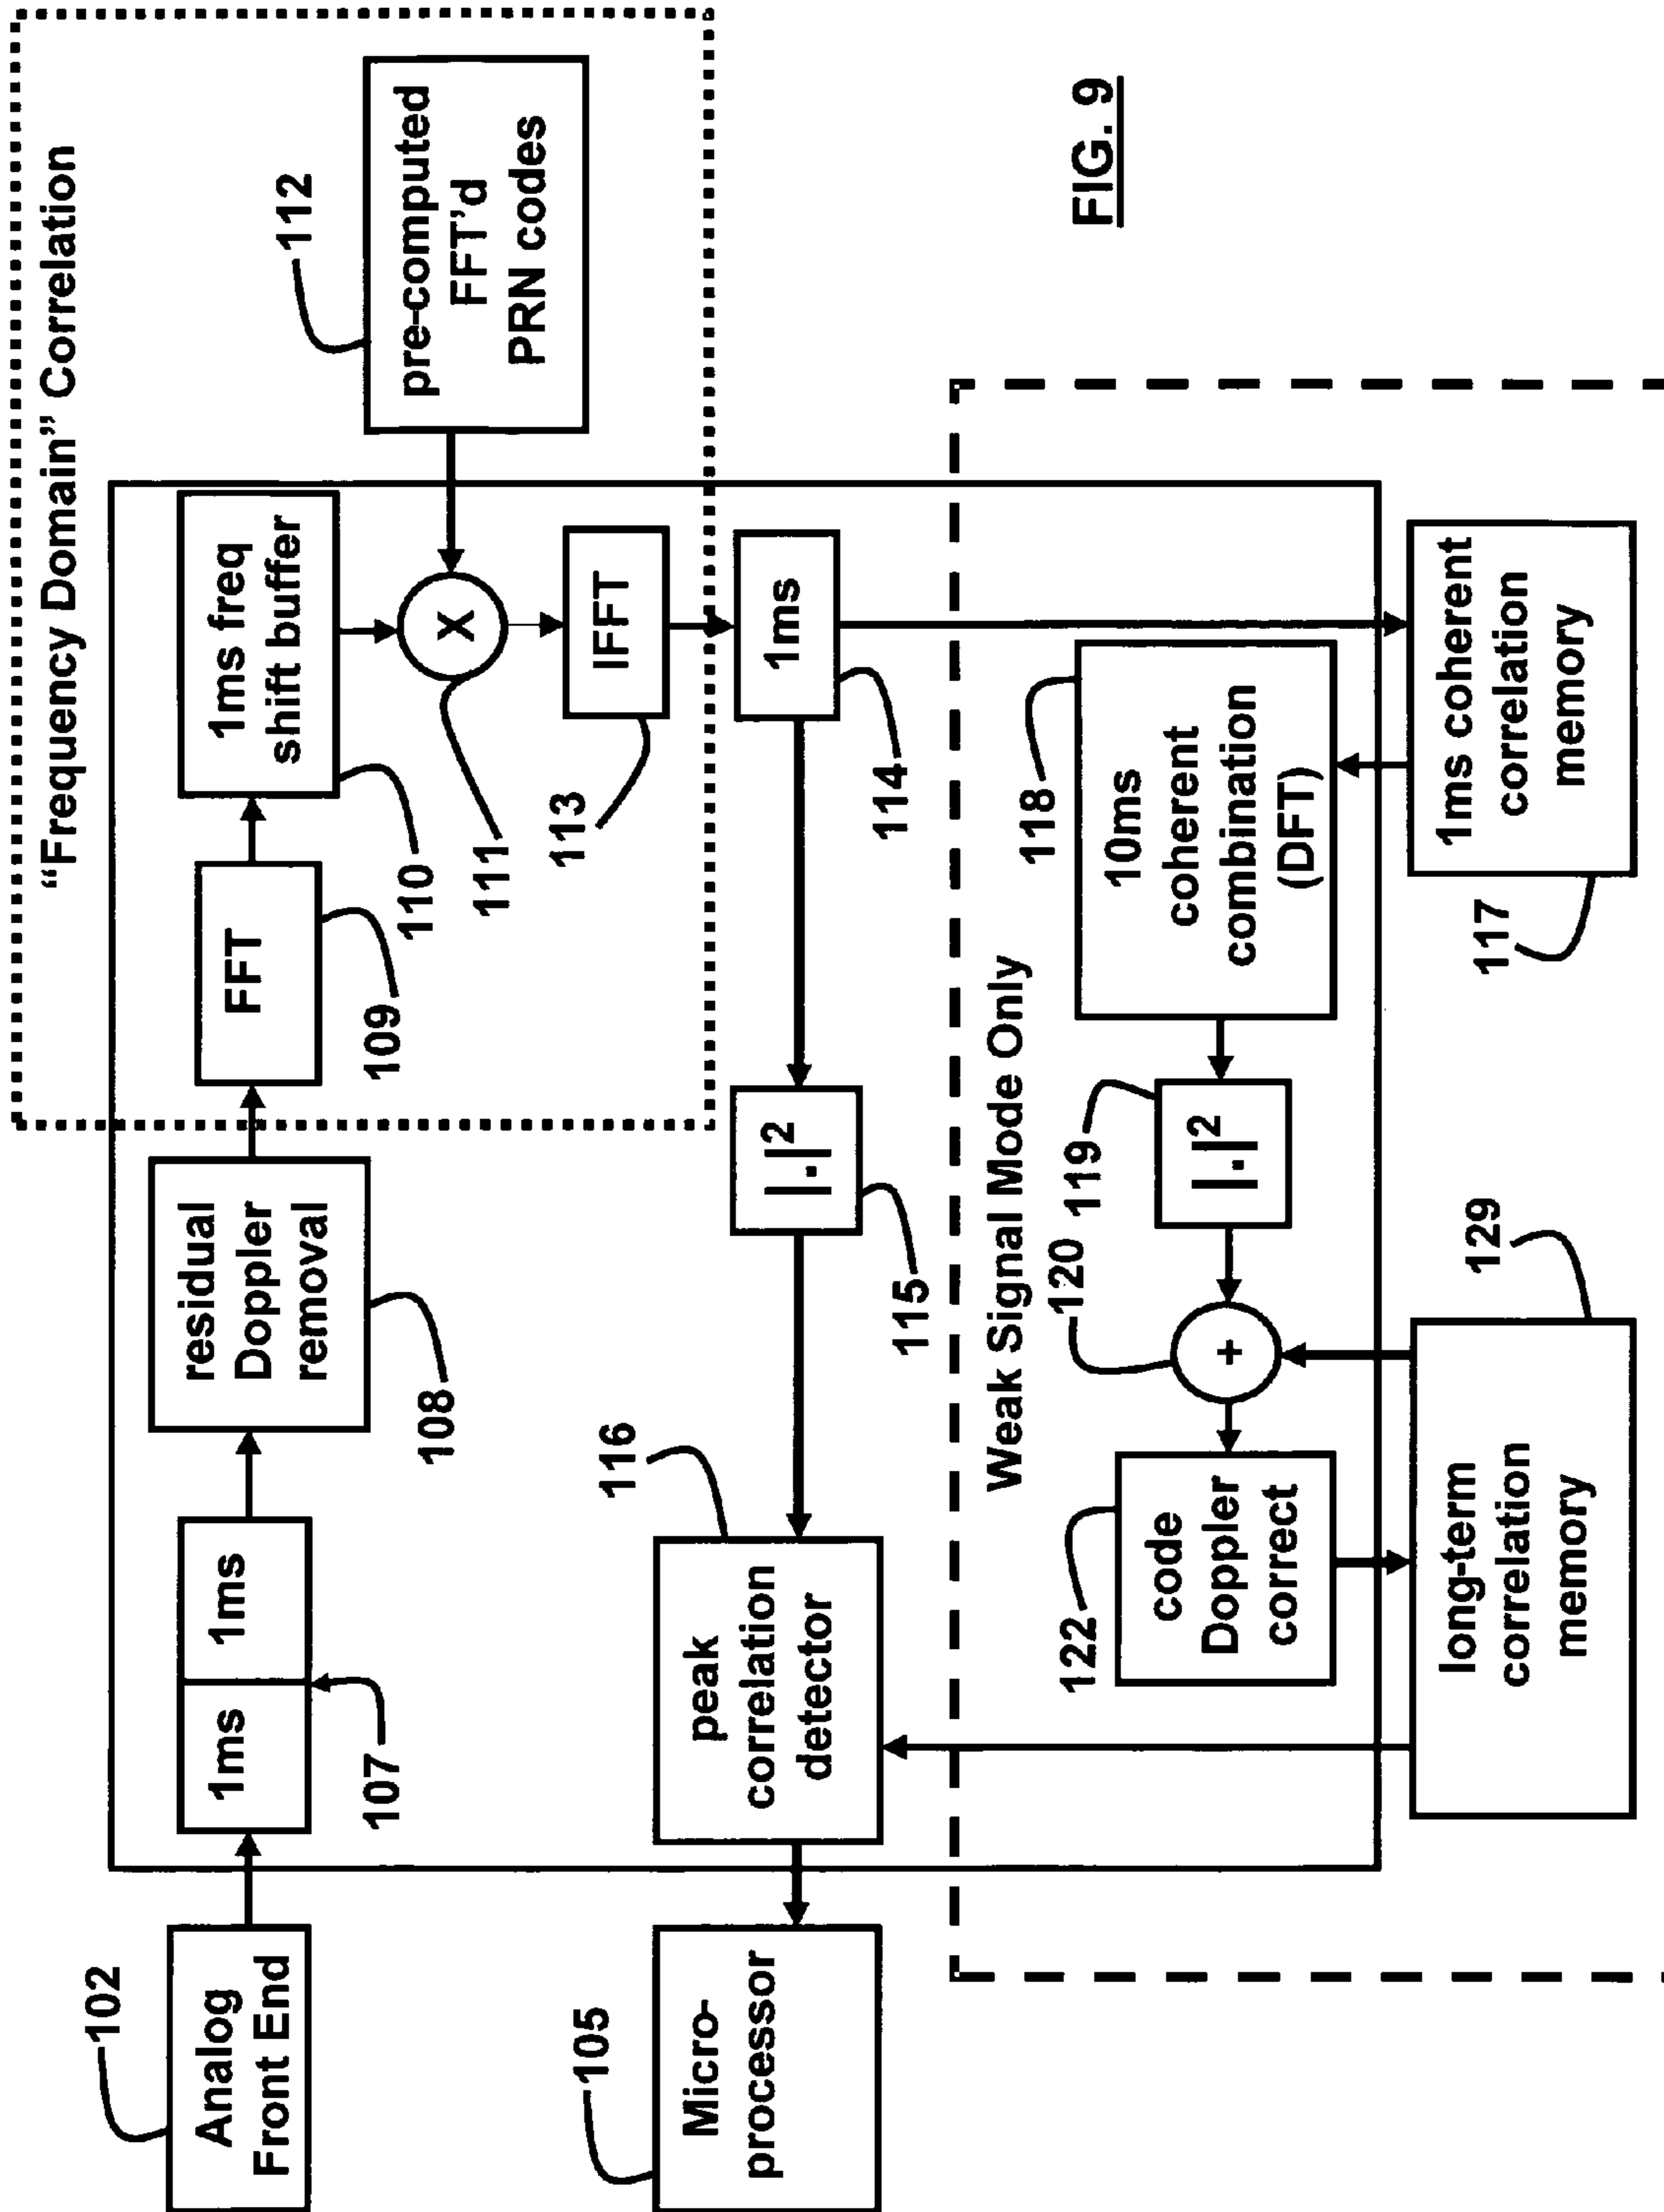 "Frequency Domain" Correlation
102
Analog
Front End
1ms
1ms
107
residual
Doppler
removal
108
FFT
109
1ms freq
shift buffer
110
X
111
112
pre-computed
FFT'd
PRN codes
IFFT
113
105
Micro-
processor
116
peak
correlation
detector
|.|2
115
1ms
114
Weak Signal Mode Only
122
code
Doppler
correct
120
+
119
|.|2
118
10ms
coherent
combination
(DFT)
129
long-term
correlation
memory
117
1ms coherent
correlation
memory
FIG. 9